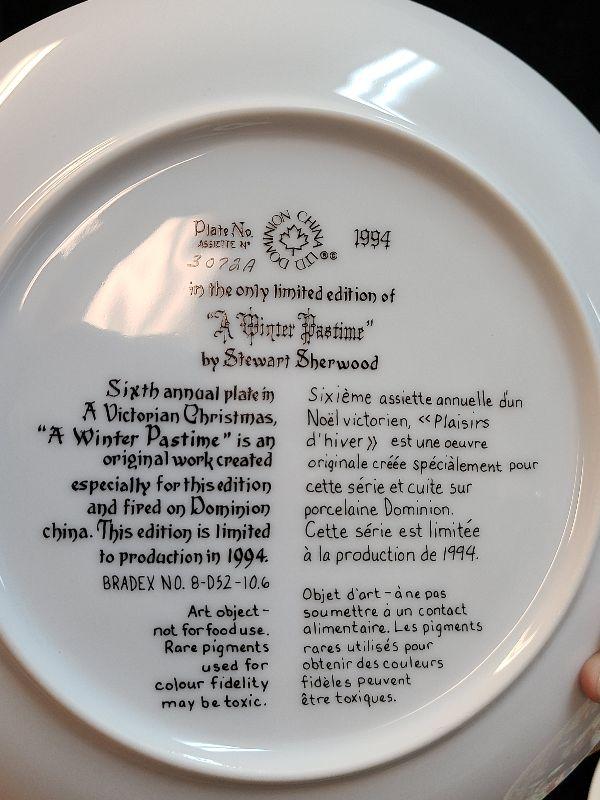 Plate No.
ASSIETTE No
3072A
DOMINION CHINA LTD
1994
in the only limited edition of
"A Winter Pastime"
by Stewart Sherwood
Sixth annual plate in
A Victorian Christmas,
"A Winter Pastime" is an
original work created
especially for this edition
and fired on Dominion
china. This edition is limited
to production in 1994.
BRADEX NO. 8-D52-10.6
Art object -
not for food use.
Rare pigments
used for
colour fidelity
may be toxic.
Sixième assiette annuelle d'un
Noël victorien, «Plaisirs
d'hiver» est une oeuvre
originale créée spécialement pour
cette série et cuite sur
porcelaine Dominion.
Cette série est limitée
à la production de 1994.
Objet d'art - à ne pas
soumettre à un contact
alimentaire. Les pigments
rares utilisés pour
obtenir des couleurs
fidèles peuvent
être toxiques.